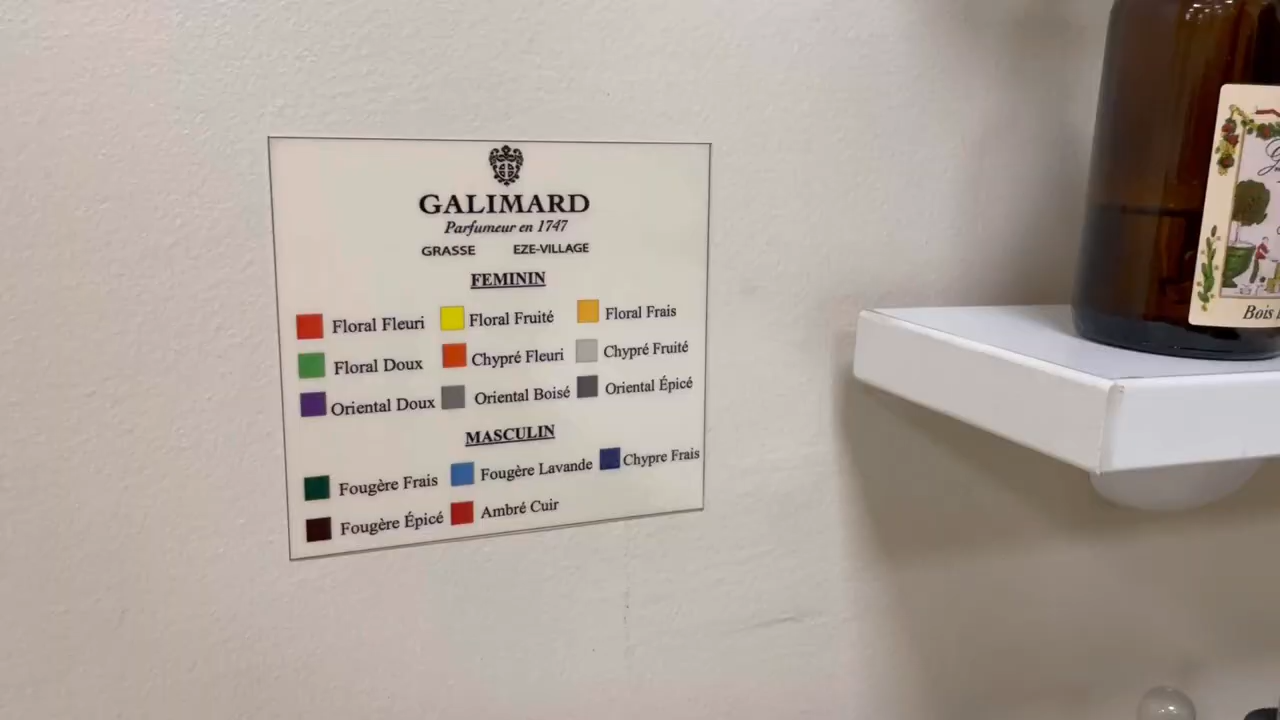 GALIMARD
Parfumeur en 1747
GRASSE EZE-VILLAGE
FEMININ
Floral Fleuri Floral Fruité Floral Frais
Floral Doux Chypré Fleuri Chypré Fruité
Oriental Doux Oriental Boisé Oriental Épicé
MASCULIN
Fougère Frais Fougère Lavande Chypre Frais
Fougère Épicé Ambré Cuir
Bois